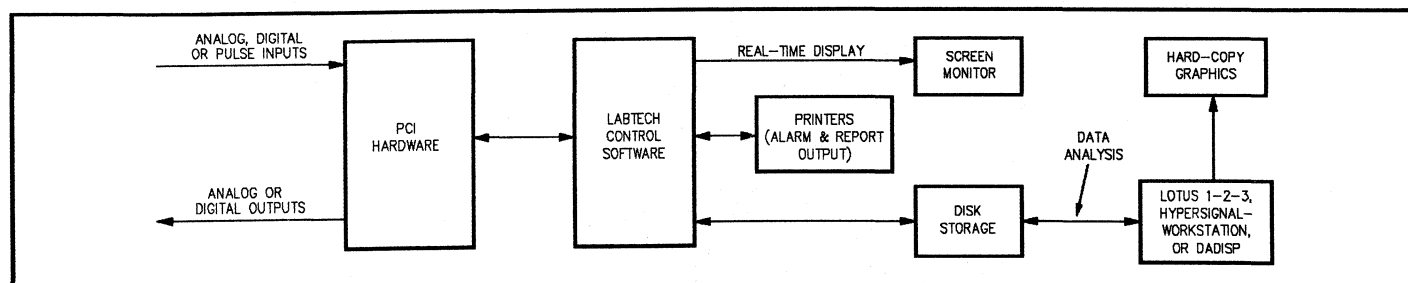 ANALOG, DIGITAL
OR PULSE INPUTS
PCI
HARDWARE
ANALOG OR
DIGITAL OUTPUTS
LABTECH
CONTROL
SOFTWARE
REAL-TIME DISPLAY
SCREEN
MONITOR
PRINTERS
(ALARM & REPORT
OUTPUT)
DISK
STORAGE
DATA
ANALYSIS
HARD-COPY
GRAPHICS
LOTUS 1-2-3,
HYPERSIGNAL-
WORKSTATION,
OR DADISP